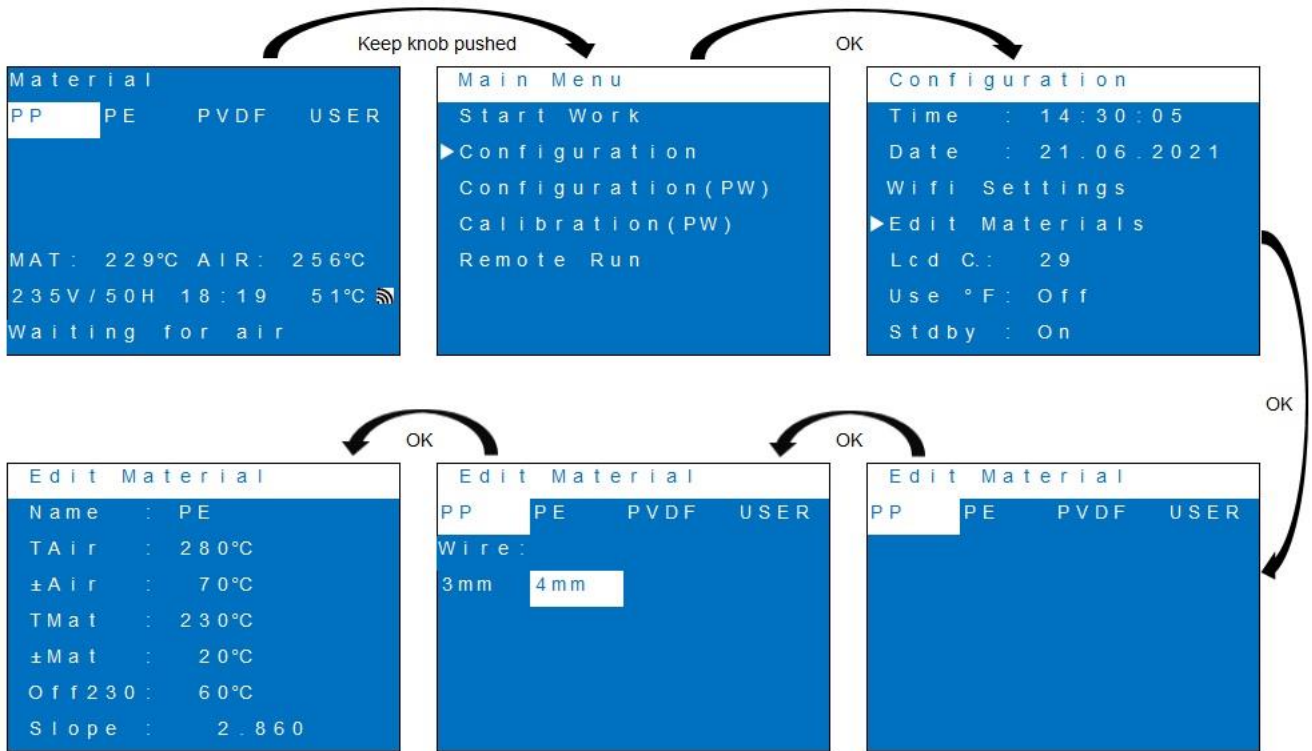 Keep knob pushed
OK
Material
PP PE PVDF USER
MAT: 229°C AIR: 256°C
235V/50H 18:19 51°C
Waiting for air
Main Menu
Start Work
Configuration
Configuration(PW)
Calibration(PW)
Remote Run
Configuration
Time : 14:30:05
Date : 21.06.2021
Wifi Settings
Edit Materials
Lcd C.: 29
Use °F: Off
Stdby : On
OK
OK
OK
Edit Material
Name : PE
TAir : 280°C
±Air : 70°C
TMat : 230°C
±Mat : 20°C
Off230: 60°C
Slope : 2.860
Edit Material
PP PE PVDF USER
Wire:
3mm 4mm
Edit Material
PP PE PVDF USER